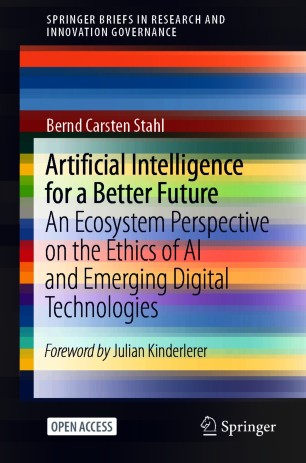 SPRINGER BRIEFS IN RESEARCH AND
INNOVATION GOVERNANCE
Bernd Carsten Stahl
Artificial Intelligence
for a Better Future
An Ecosystem Perspective
on the Ethics of AI
and Emerging Digital
Technologies
Foreword by Julian Kinderlerer
OPEN ACCESS
Springer